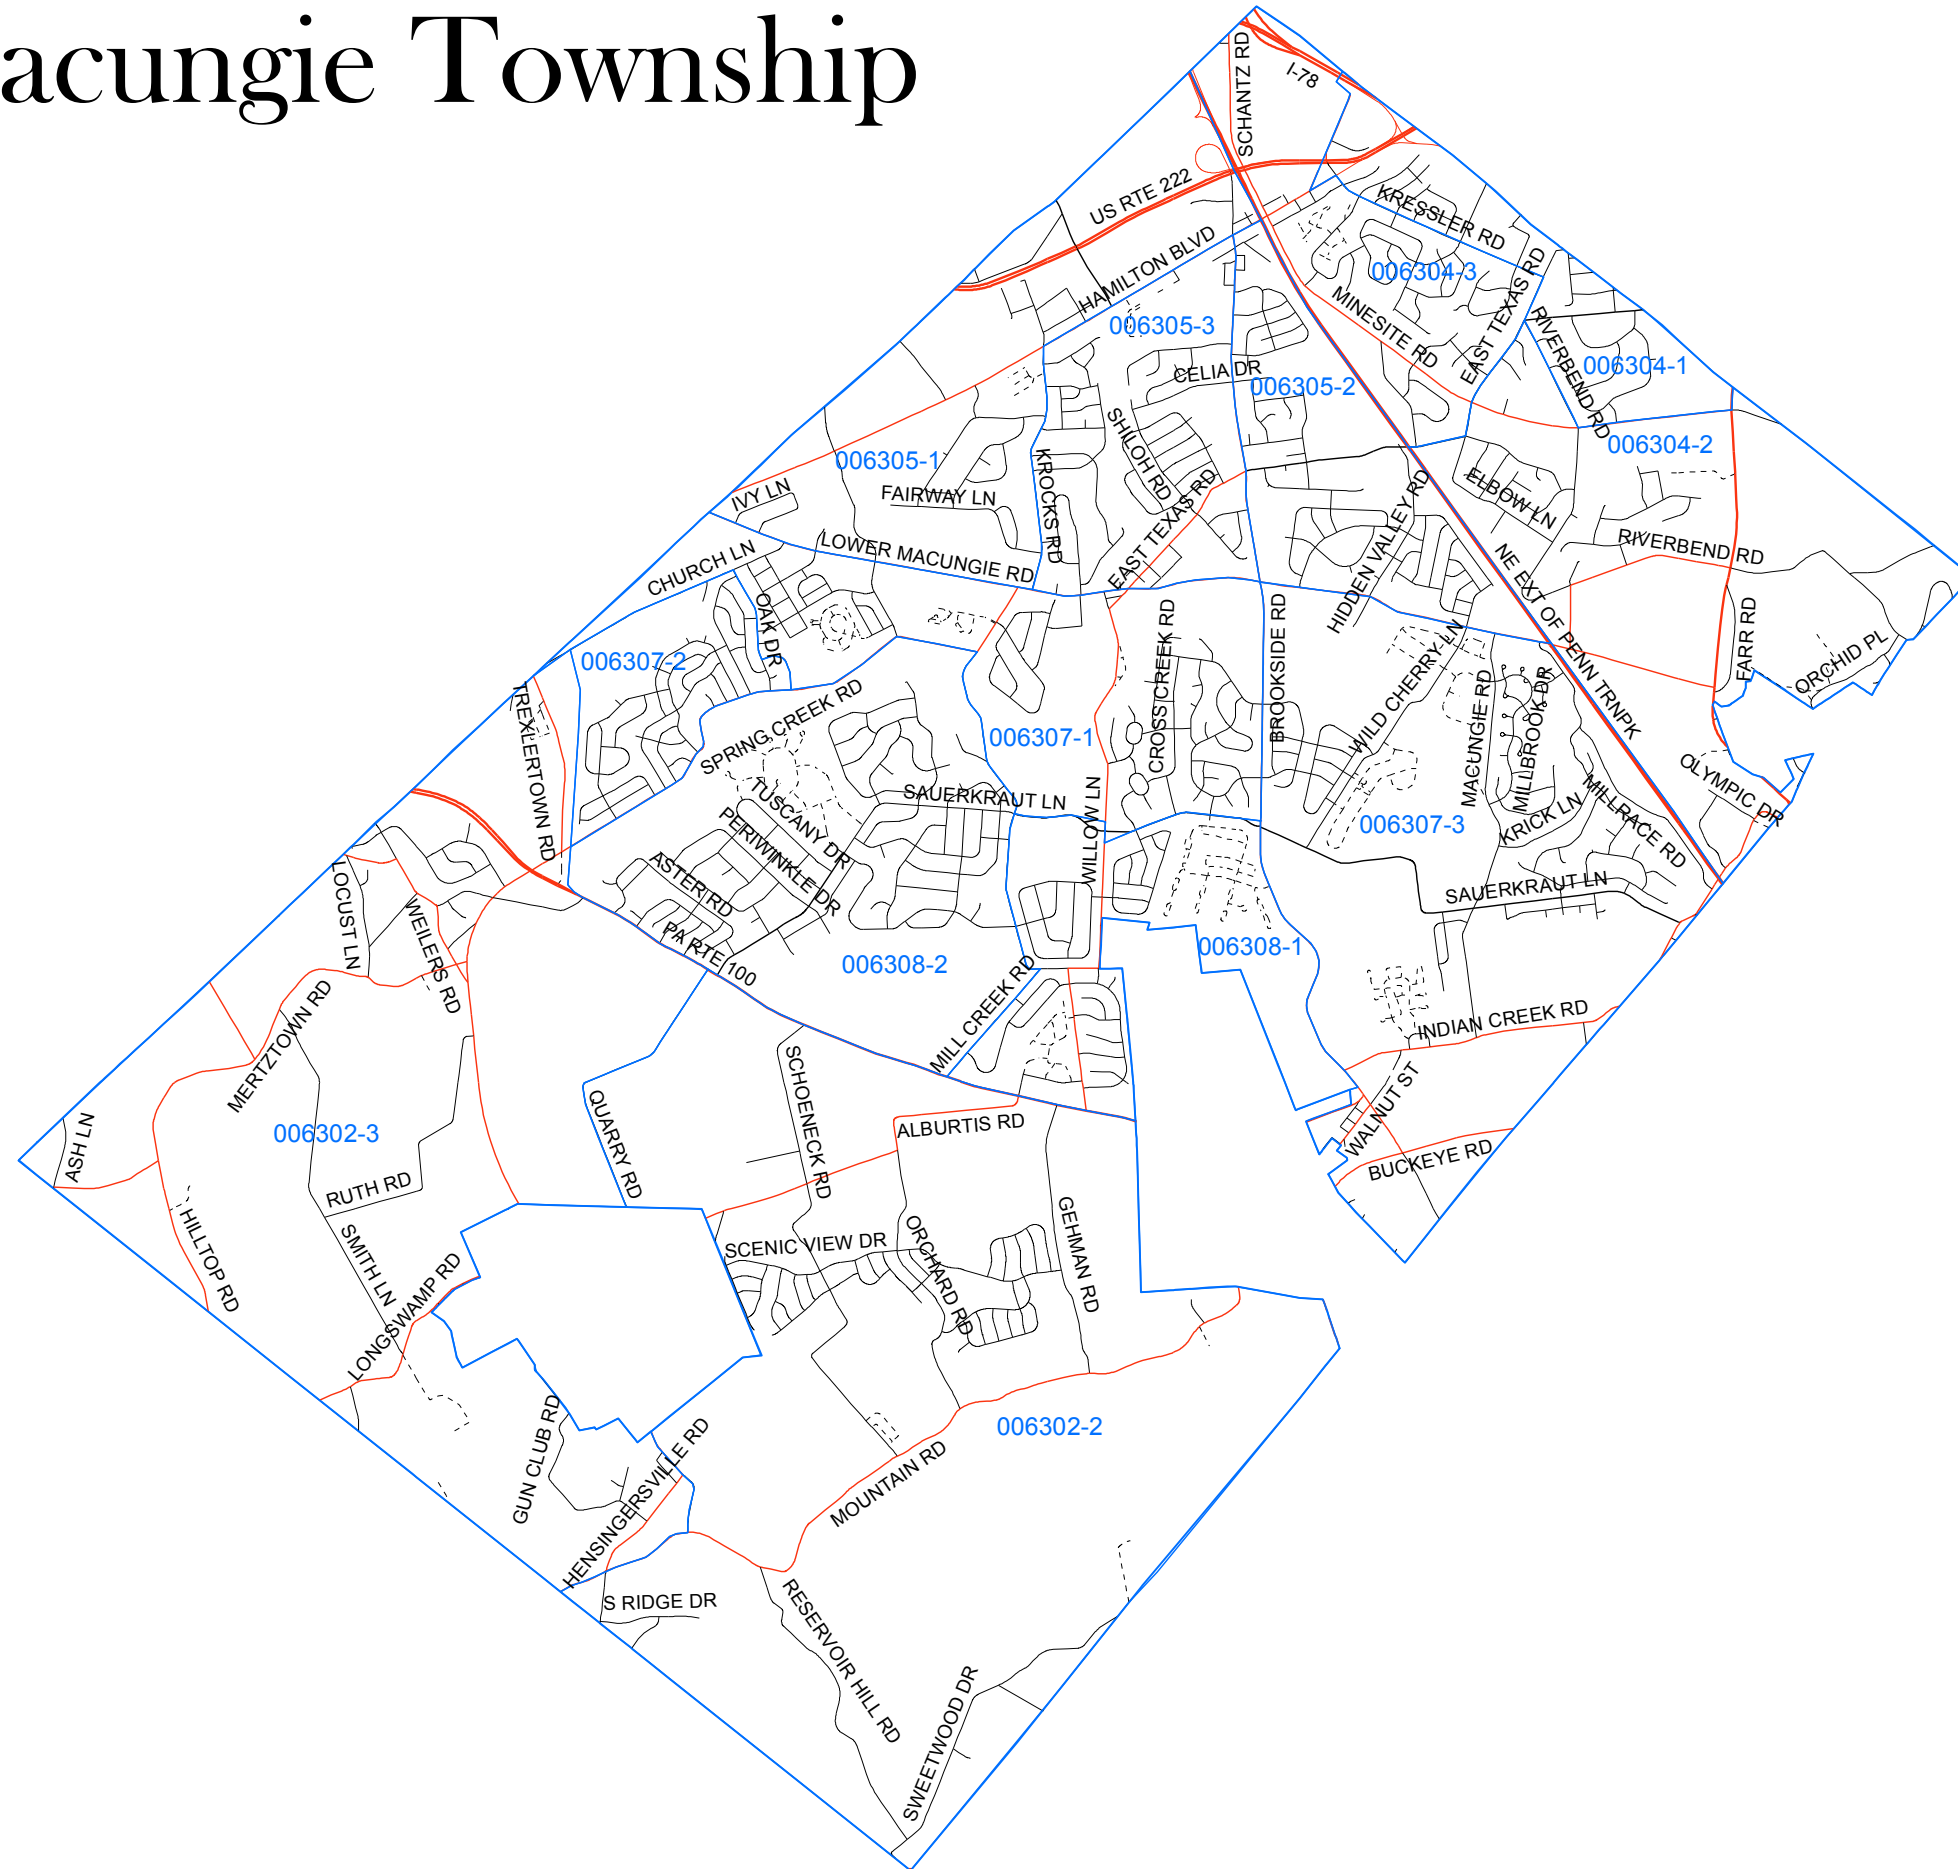 acungie Township
I-78
SCHANTZ RD
US RTE 222
KRESSLER RD
HAMILTON BLVD
006304-3
EAST TEXAS RD
006305-3
MINESITE RD
RIVERBEND RD
006304-1
CELIA DR
006305-2
SHILOH RD
006304-2
006305-1
KROCKS RD
IVY LN
FAIRWAY LN
EAST TEXAS RD
HIDDEN VALLEY RD
ELBOW LN
LOWER MACUNGIE RD
CHURCH LN
NE EXT OF PENN TRNPK
RIVERBEND RD
OAK DR
CROSS CREEK RD
BROOKSIDE RD
WILD CHERRY LN
FARR RD
ORCHID PL
006307-2
TREXLERTOWN RD
SPRING CREEK RD
006307-1
MACUNGIE RD
MILLBROOK DR
OLYMPIC DR
TUSCANY DR
SAUERKRAUT LN
WILLOW LN
006307-3
KRICK LN
MILLRACE RD
PERIWINKLE DR
ASTER RD
SAUERKRAUT LN
LOCUST LN
WEILERS RD
PA RTE 100
006308-2
006308-1
MILL CREEK RD
MERTZTOWN RD
INDIAN CREEK RD
WALNUT ST
SCHOENECK RD
QUARRY RD
ALBURTIS RD
006302-3
ASH LN
BUCKEYE RD
RUTH RD
HILLTOP RD
SMITH LN
LONGSWAMP RD
SCENIC VIEW DR
ORCHARD RD
GEHMAN RD
006302-2
GUN CLUB RD
HENSINGERSVILLE RD
MOUNTAIN RD
S RIDGE DR
RESERVOIR HILL RD
SWEETWOOD DR